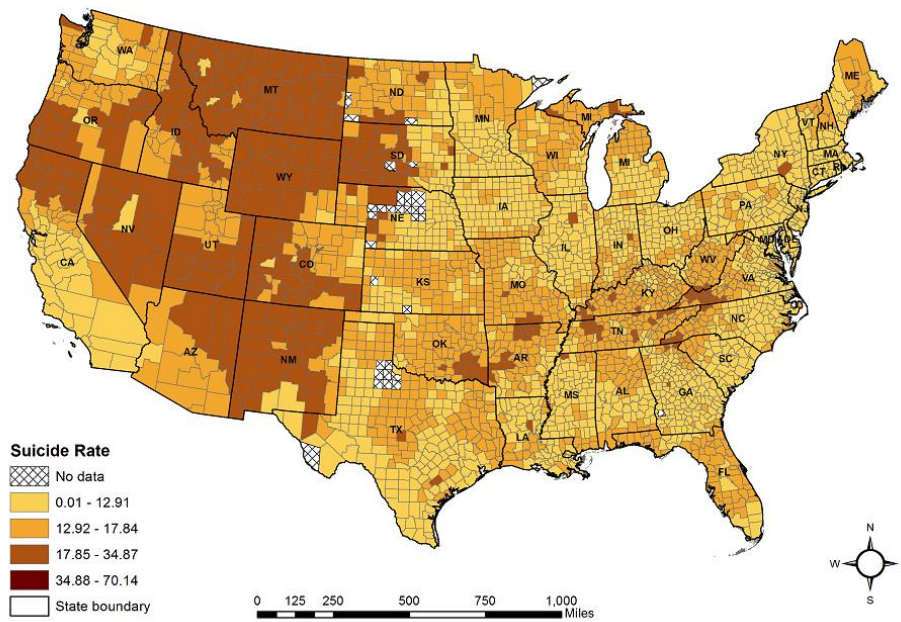 WA
MT
ND
MN
ME
OR
ID
SD
WI
MI
MI
VT
NH
NY
MA
CT
RI
WY
IA
NE
PA
NJ
NV
UT
CO
IL
IN
OH
MD
DE
CA
KS
MO
WV
VA
KY
AZ
NM
OK
AR
TN
NC
SC
MS
AL
GA
TX
LA
FL
Suicide Rate
No data
0.01 - 12.91
12.92 - 17.84
17.85 - 34.87
34.88 - 70.14
State boundary
0 125 250 500 750 1,000
Miles
N
W E
S